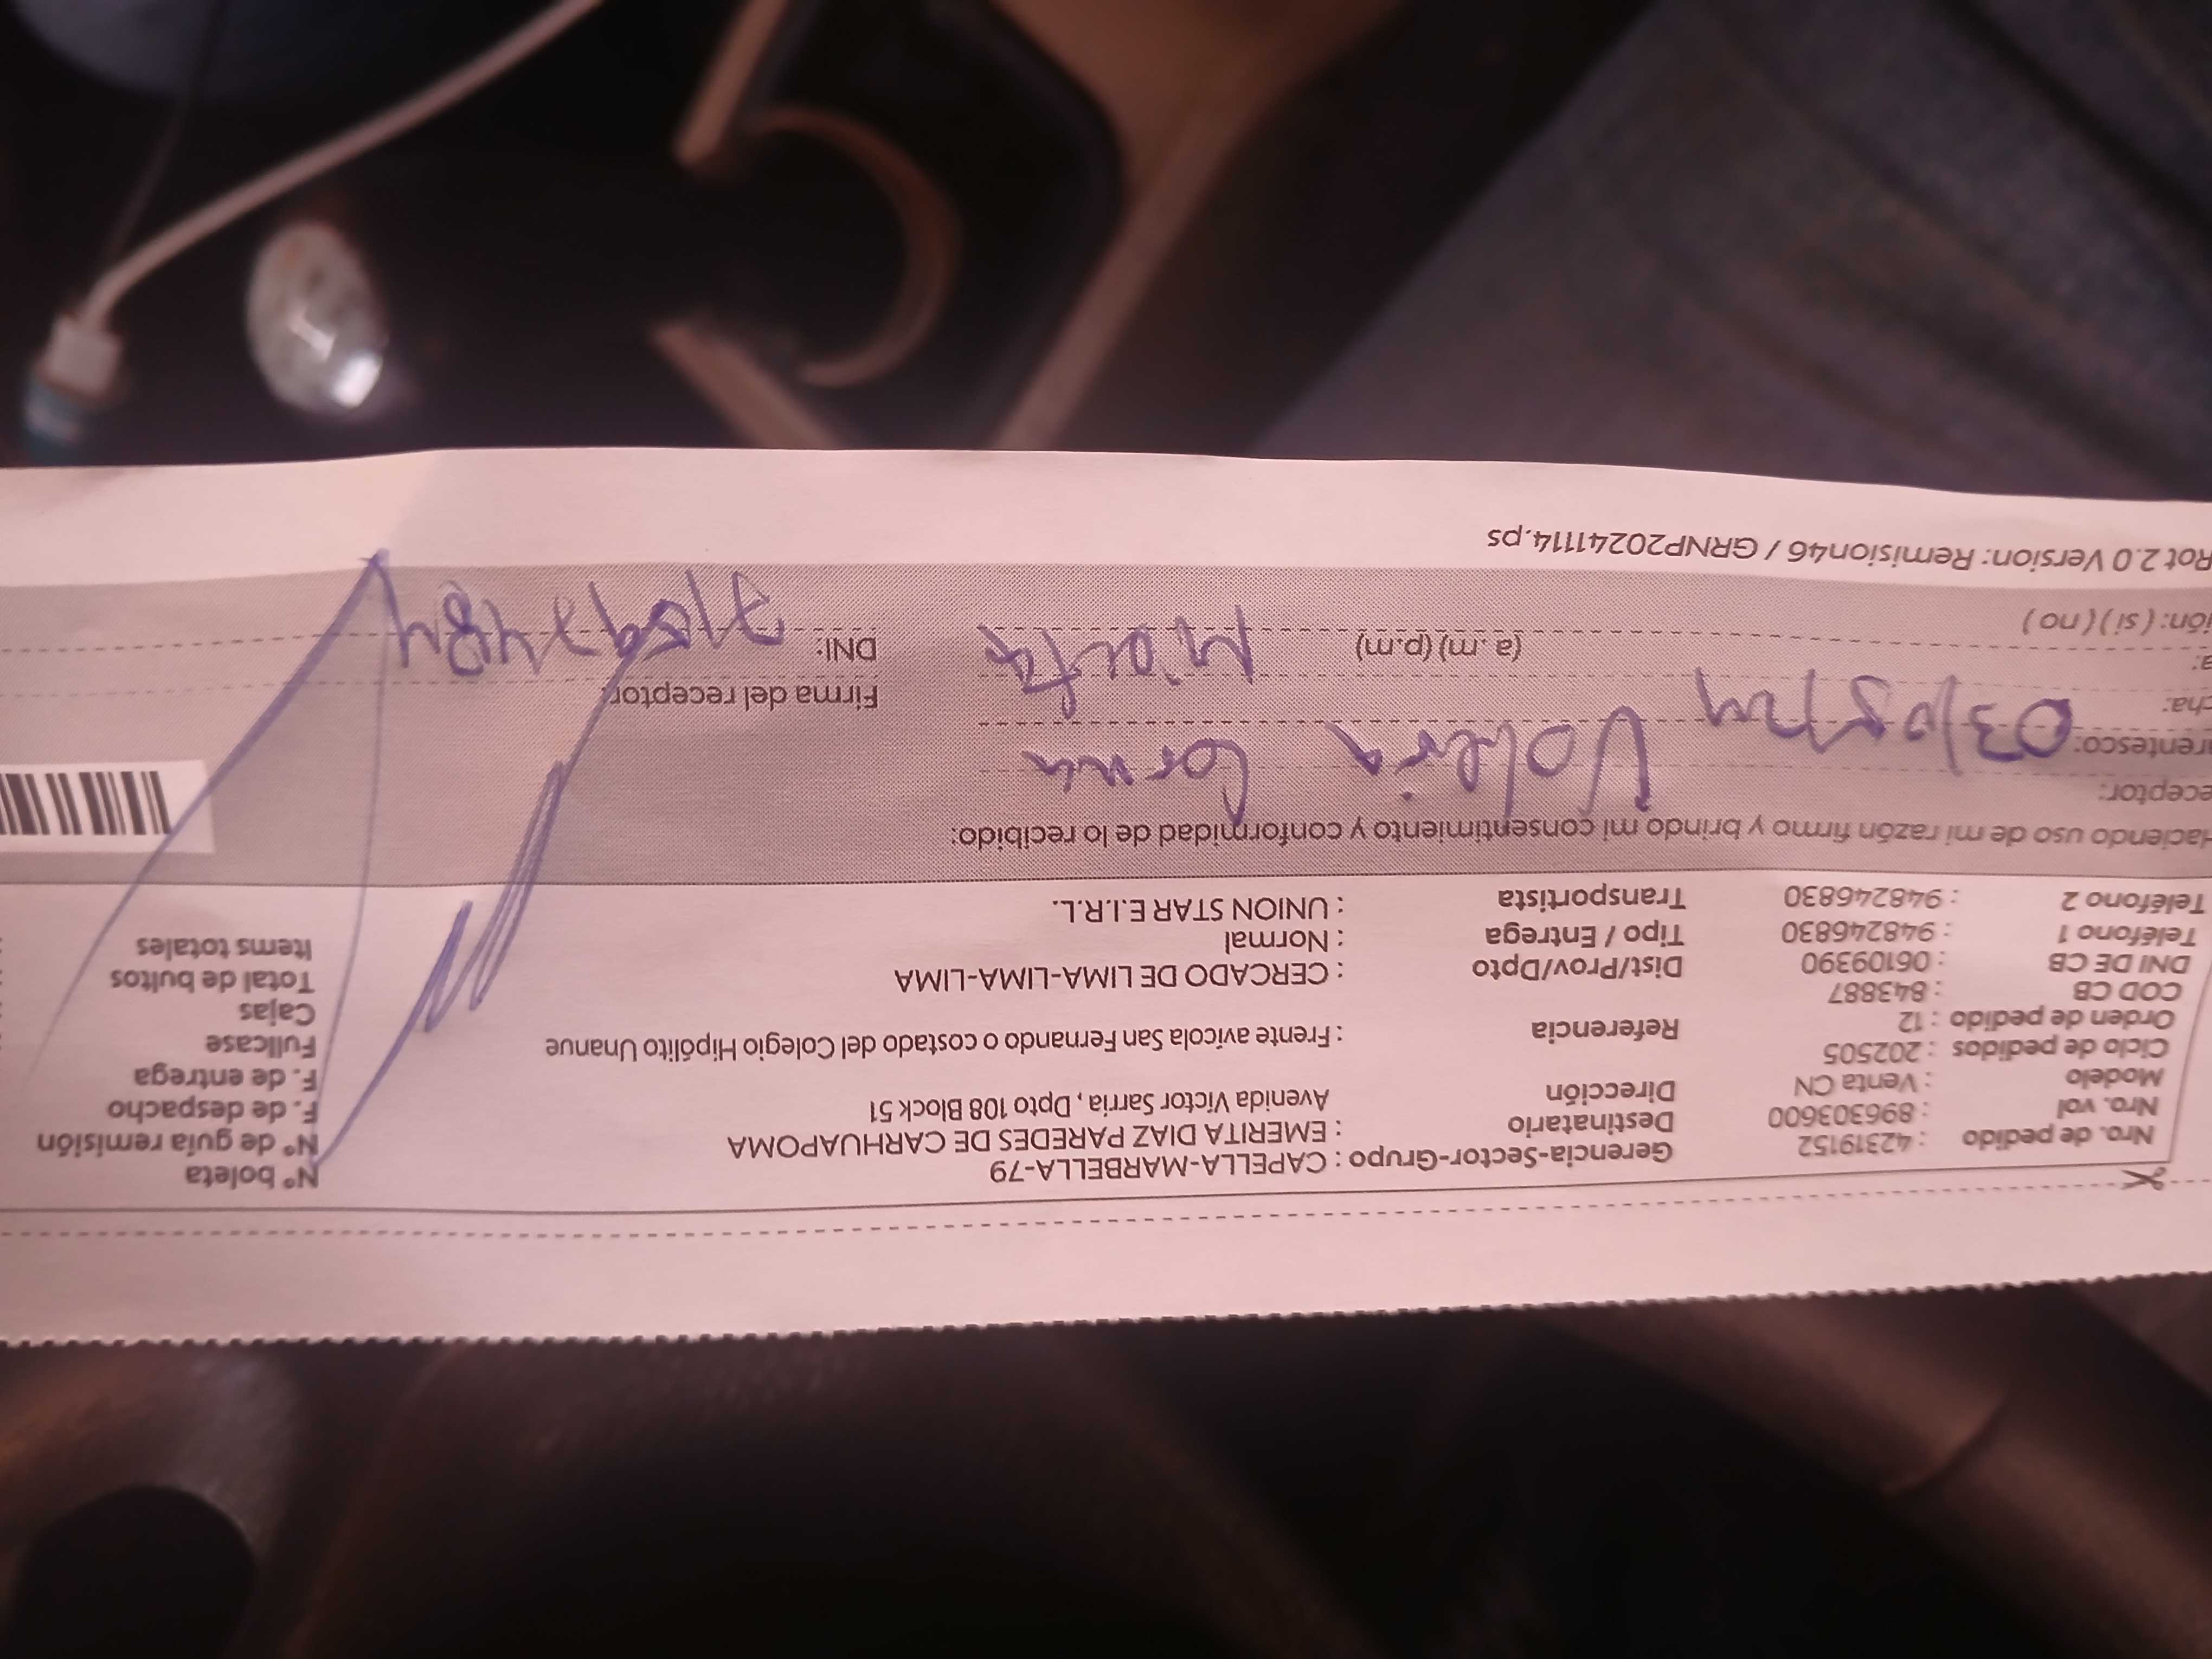 Nro. de pedido : 42319152
Nro. vol : 896303600
Modelo : Venta CN
Ciclo de pedidos : 202505
Orden de pedido : 12
COD CB : 843887
DNI DE CB : 06109390
Teléfono 1 : 948246830
Teléfono 2 : 948246830
Gerencia-Sector-Grupo : CAPELLA-MARBELLA-79
Destinatario : EMERITA DIAZ PAREDES DE CARHUAPOMA
Dirección Avenida Víctor Sarria , Dpto 108 Block 51
Referencia : Frente avícola San Fernando o costado del Colegio Hipólito Unanue
Dist/Prov/Dpto : CERCADO DE LIMA-LIMA-LIMA
Tipo / Entrega : Normal
Transportista : UNION STAR E.I.R.L.
N° boleta
N° de guía remisión
F. de despacho
F. de entrega
Fullcase
Cajas
Total de bultos
Items totales
Haciendo uso de mi razón firmo y brindo mi consentimiento y conformidad de lo recibido:
eceptor:
rentesco:
cha: 03/05/
a: (a .m) (p.m)
ión: ( si ) ( no )
Firma del receptor:
DNI: 71597484
Rot 2.0 Version: Remision46 / GRNP20241114.ps